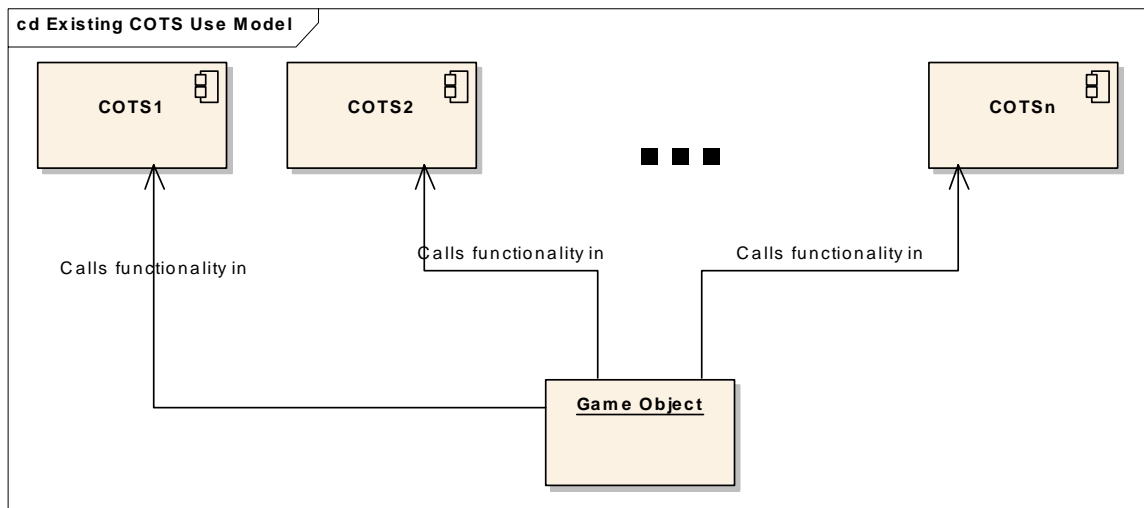 cd Existing COTS Use Model
COTS1
COTS2
COTSn
Calls functionality in
Calls functionality in
Calls functionality in
Game Object